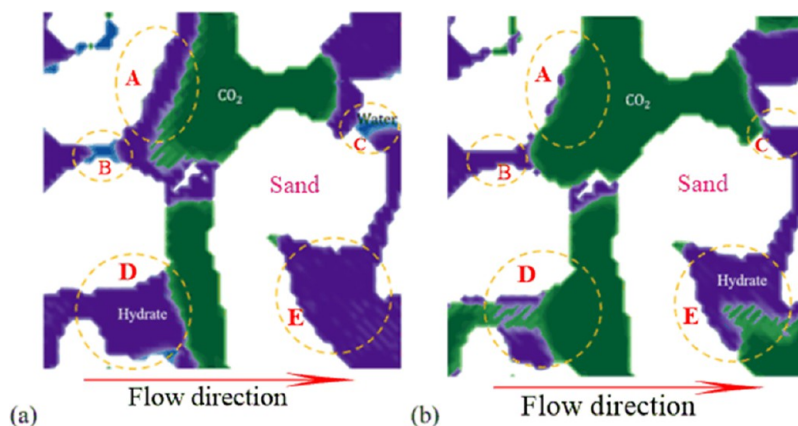 A
CO₂
Water
C
B
Sand
D
Hydrate
E
Flow direction
(a)
A
CO₂
C
B
Sand
D
Hydrate
E
Flow direction
(b)